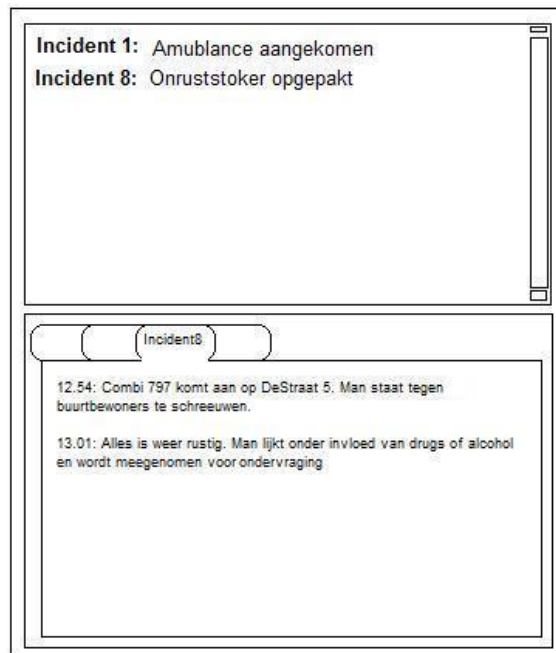 Incident 1: Amublance aangekomen
Incident 8: Onruststoker opgepakt
Incident8
12.54: Combi 797 komt aan op DeStraat 5. Man staat tegen
buurtbewoners te schreeuwen.
13.01: Alles is weer rustig. Man lijkt onder invloed van drugs of alcohol
en wordt meegenomen voor ondervraging